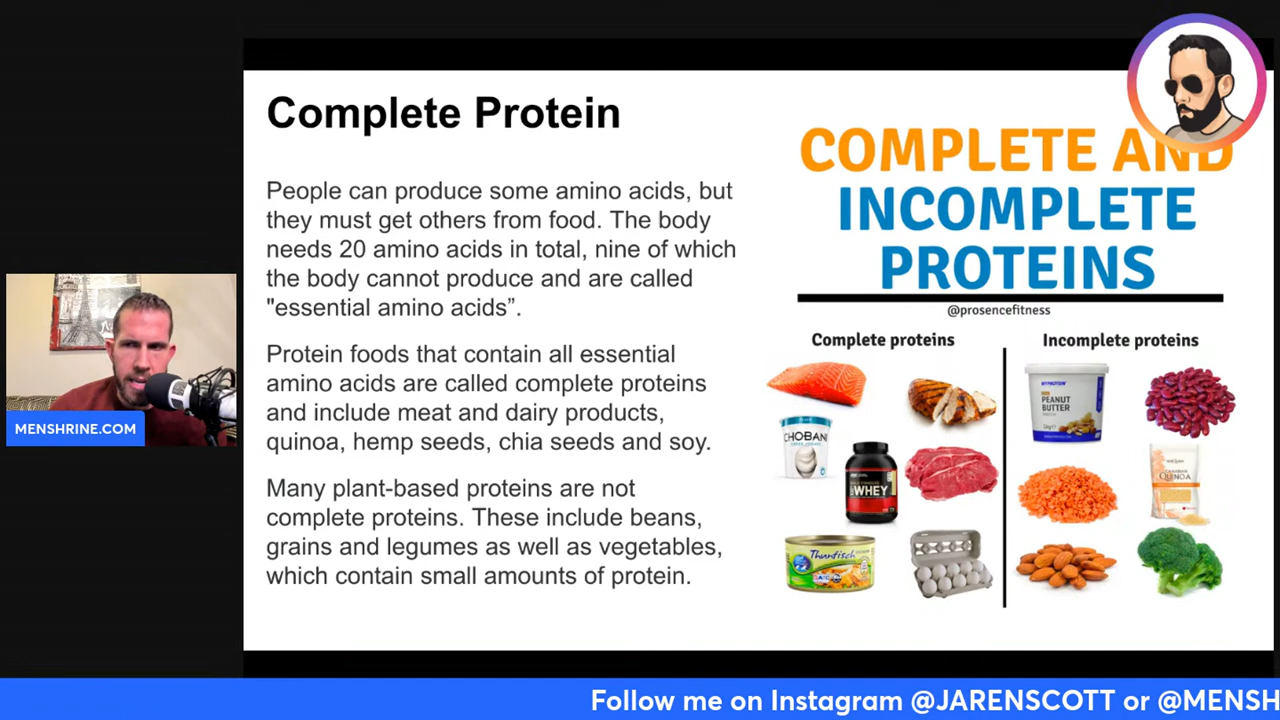 Complete Protein
People can produce some amino acids, but
they must get others from food. The body
needs 20 amino acids in total, nine of which
the body cannot produce and are called
"essential amino acids”.
Protein foods that contain all essential
amino acids are called complete proteins
and include meat and dairy products,
quinoa, hemp seeds, chia seeds and soy.
Many plant-based proteins are not
complete proteins. These include beans,
grains and legumes as well as vegetables,
which contain small amounts of protein.
COMPLETE AND
INCOMPLETE
PROTEINS
@prosencefitness
Complete proteins
Incomplete proteins
CHOBANI
WHEY
Thunfisch
MYPROTEIN
PEANUT
BUTTER
QUINOA
MENSHRINE.COM
Follow me on Instagram @JARENSCOTT or @MENSH